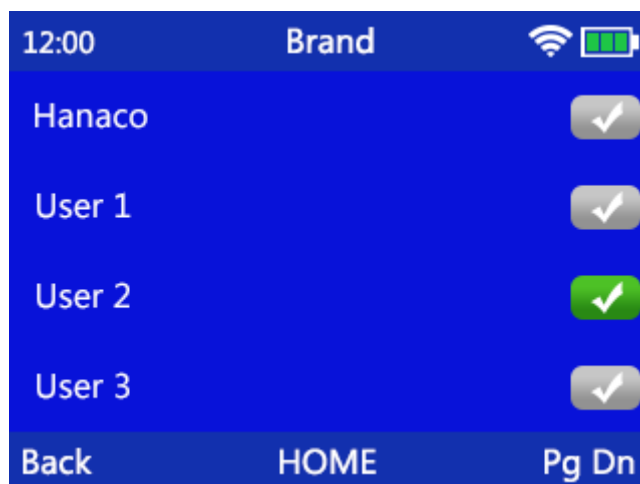 12:00 Brand
Hanaco
User 1
User 2
User 3
Back HOME Pg Dn